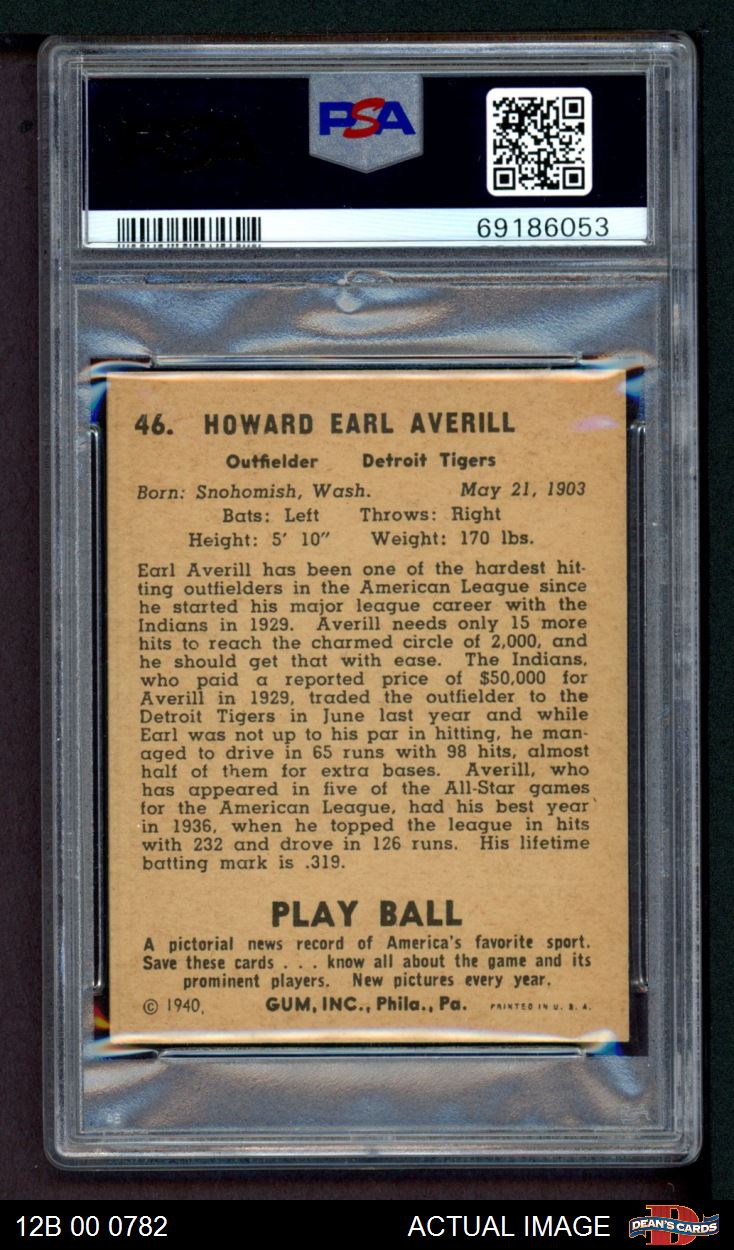 PSA
69186053
46. HOWARD EARL AVERILL
Outfielder Detroit Tigers
Born: Snohomish, Wash. May 21, 1903
Bats: Left Throws: Right
Height: 5' 10" Weight: 170 lbs.
Earl Averill has been one of the hardest hit-
ting outfielders in the American League since
he started his major league career with the
Indians in 1929. Averill needs only 15 more
hits to reach the charmed circle of 2,000, and
he should get that with ease. The Indians,
who paid a reported price of $50,000 for
Averill in 1929, traded the outfielder to the
Detroit Tigers in June last year and while
Earl was not up to his par in hitting, he man-
aged to drive in 65 runs with 98 hits, almost
half of them for extra bases. Averill, who
has appeared in five of the All-Star games
for the American League, had his best year
in 1936, when he topped the league in hits
with 232 and drove in 126 runs. His lifetime
batting mark is .319.
PLAY BALL
A pictorial news record of America's favorite sport.
Save these cards . . . know all about the game and its
prominent players. New pictures every year.
© 1940, GUM, INC., Phila., Pa. PRINTED IN U. S. A.
12B 00 0782 ACTUAL IMAGE DEAN'S CARDS